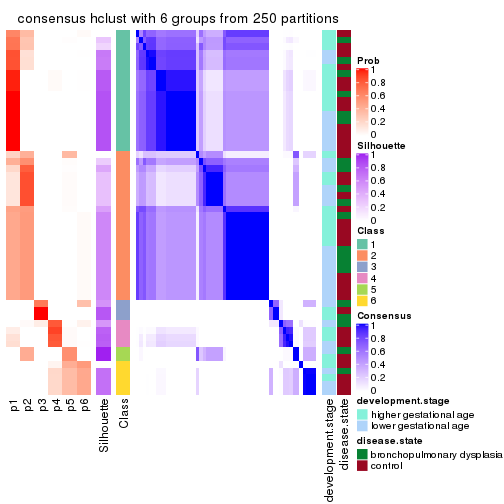 consensus hclust with 6 groups from 250 partitions
Prob
1
0.8
0.6
0.4
0.2
0
Silhouette
0.8
0.6
0.4
0.2
0
Class
1
2
3
4
5
6
Consensus
1
0.8
0.6
0.4
0.2
0
development.stage
higher gestational age
lower gestational age
disease.state
bronchopulmonary dysplasia
control
p1
p2
p3
p4
p5
p6
Silhouette
Class
development.stage
disease.state